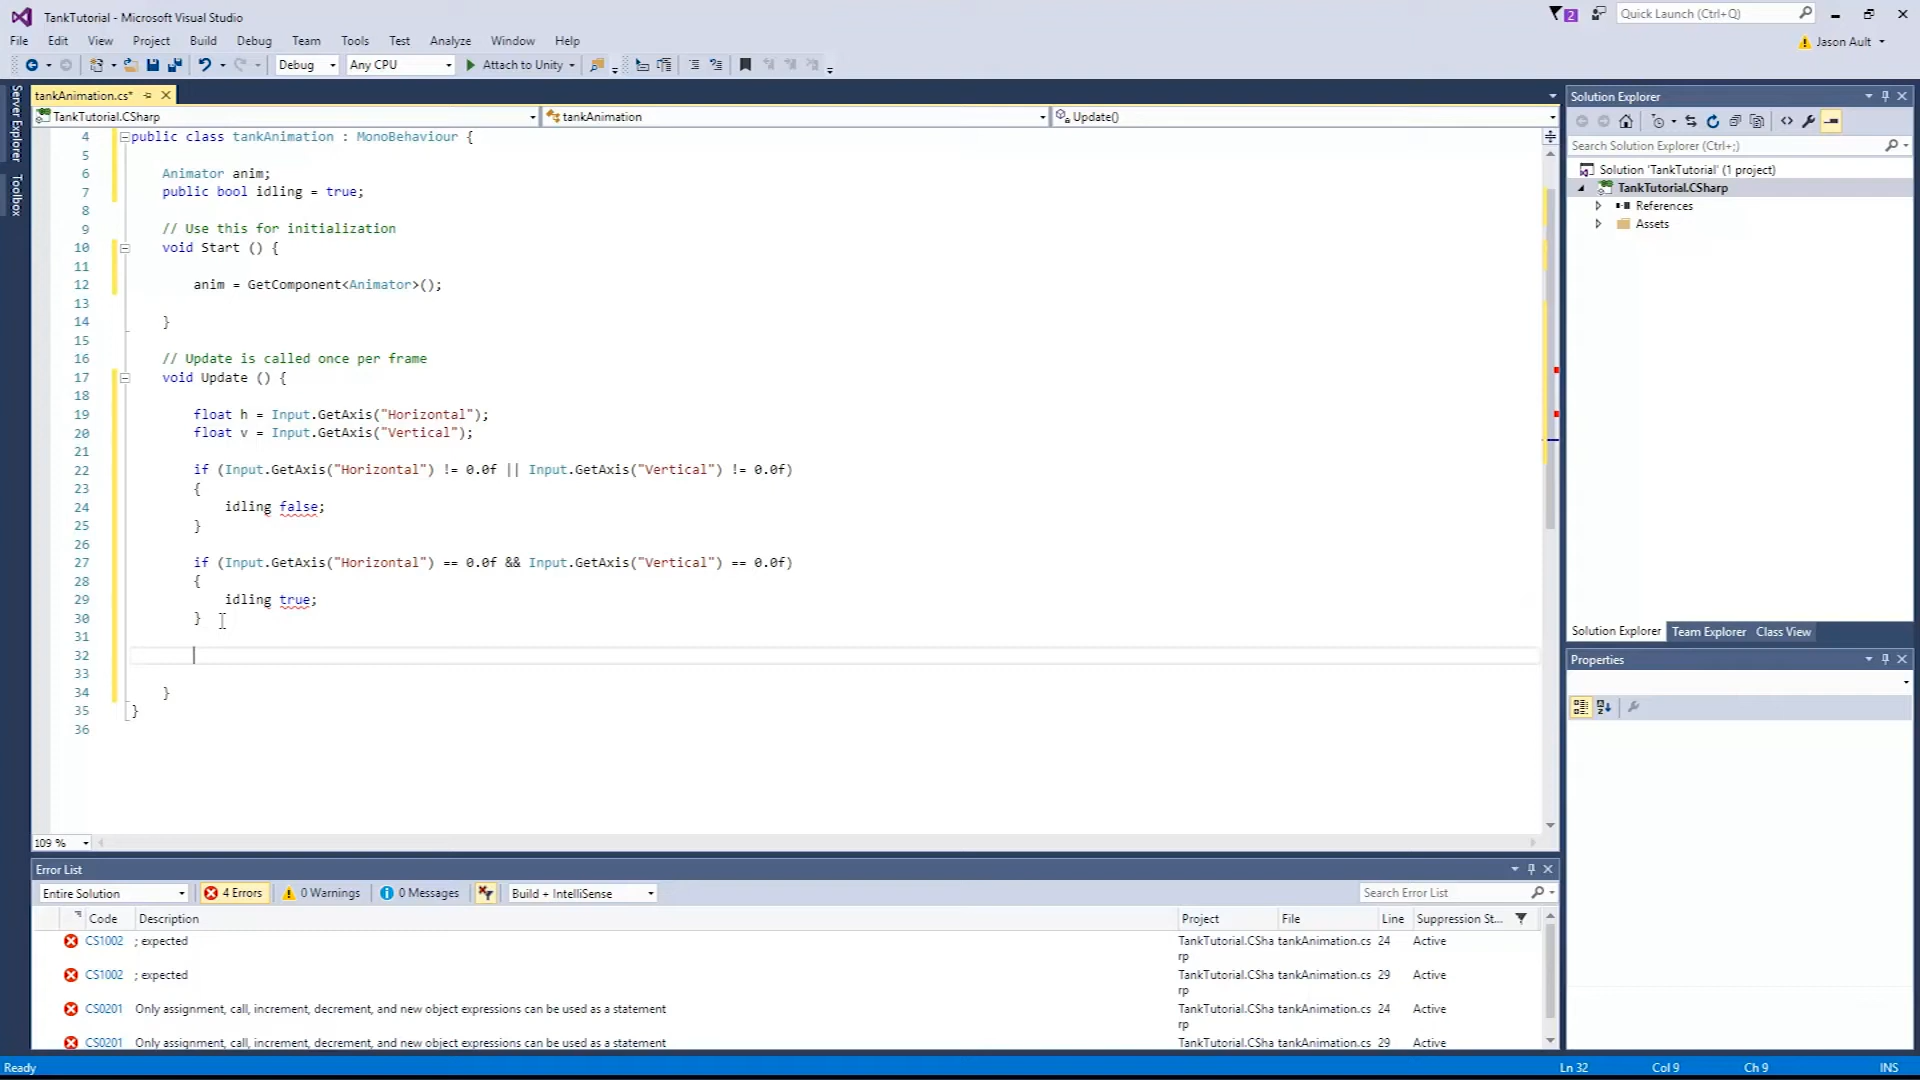 TankTutorial - Microsoft Visual Studio
2
Quick Launch (Ctrl+Q)
File Edit View Project Build Debug Team Tools Test Analyze Window Help
Jason Ault
Debug Any CPU Attach to Unity
Server Explorer
Toolbox
tankAnimation.cs*
TankTutorial.CSharp tankAnimation Update()
4 public class tankAnimation : MonoBehaviour {
5
6 Animator anim;
7 public bool idling = true;
8
9 // Use this for initialization
10 void Start () {
11
12 anim = GetComponent<Animator>();
13
14 }
15
16 // Update is called once per frame
17 void Update () {
18
19 float h = Input.GetAxis("Horizontal");
20 float v = Input.GetAxis("Vertical");
21
22 if (Input.GetAxis("Horizontal") != 0.0f || Input.GetAxis("Vertical") != 0.0f)
23 {
24 idling false;
25 }
26
27 if (Input.GetAxis("Horizontal") == 0.0f && Input.GetAxis("Vertical") == 0.0f)
28 {
29 idling true;
30 }
31
32
33
34 }
35 }
36
109 %
Solution Explorer
Search Solution Explorer (Ctrl+;)
Solution 'TankTutorial' (1 project)
TankTutorial.CSharp
References
Assets
Solution Explorer Team Explorer Class View
Properties
Error List
Entire Solution 4 Errors 0 Warnings 0 Messages Build + IntelliSense Search Error List
Code Description Project File Line Suppression St...
CS1002 ; expected TankTutorial.CSha tankAnimation.cs 24 Active
rp
CS1002 ; expected TankTutorial.CSha tankAnimation.cs 29 Active
rp
CS0201 Only assignment, call, increment, decrement, and new object expressions can be used as a statement TankTutorial.CSha tankAnimation.cs 24 Active
rp
CS0201 Only assignment, call, increment, decrement, and new object expressions can be used as a statement TankTutorial.CSha tankAnimation.cs 29 Active
Ready Ln 32 Col 9 Ch 9 INS